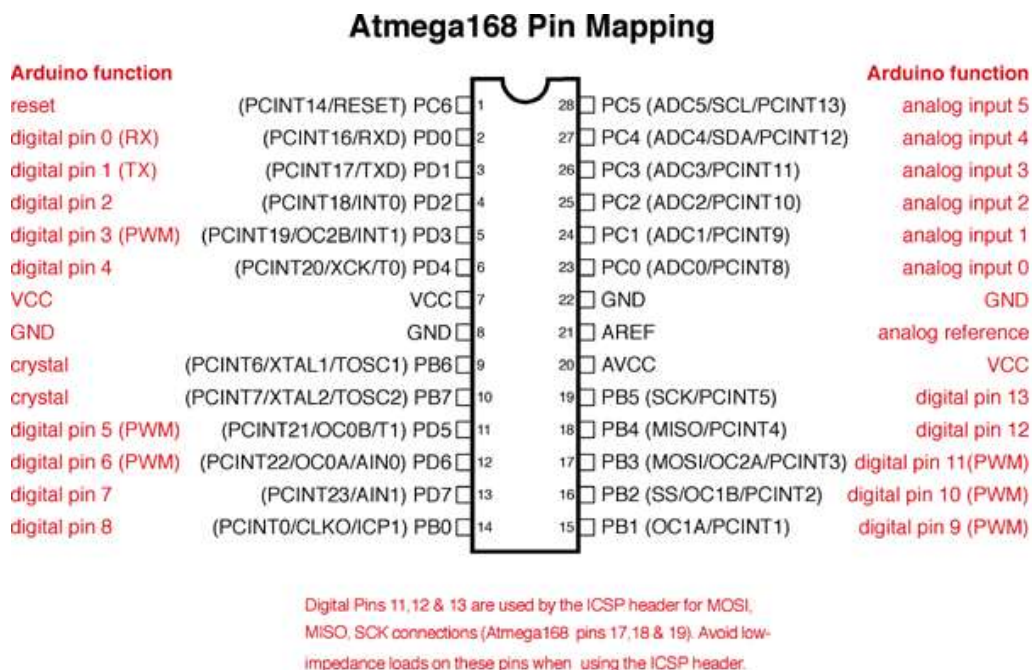 Atmega168 Pin Mapping
Arduino function
Arduino function
reset (PCINT14/RESET) PC6 1 28 PC5 (ADC5/SCL/PCINT13) analog input 5
digital pin 0 (RX) (PCINT16/RXD) PD0 2 27 PC4 (ADC4/SDA/PCINT12) analog input 4
digital pin 1 (TX) (PCINT17/TXD) PD1 3 26 PC3 (ADC3/PCINT11) analog input 3
digital pin 2 (PCINT18/INT0) PD2 4 25 PC2 (ADC2/PCINT10) analog input 2
digital pin 3 (PWM) (PCINT19/OC2B/INT1) PD3 5 24 PC1 (ADC1/PCINT9) analog input 1
digital pin 4 (PCINT20/XCK/T0) PD4 6 23 PC0 (ADC0/PCINT8) analog input 0
VCC VCC 7 22 GND GND
GND GND 8 21 AREF analog reference
crystal (PCINT6/XTAL1/TOSC1) PB6 9 20 AVCC VCC
crystal (PCINT7/XTAL2/TOSC2) PB7 10 19 PB5 (SCK/PCINT5) digital pin 13
digital pin 5 (PWM) (PCINT21/OC0B/T1) PD5 11 18 PB4 (MISO/PCINT4) digital pin 12
digital pin 6 (PWM) (PCINT22/OC0A/AIN0) PD6 12 17 PB3 (MOSI/OC2A/PCINT3) digital pin 11(PWM)
digital pin 7 (PCINT23/AIN1) PD7 13 16 PB2 (SS/OC1B/PCINT2) digital pin 10 (PWM)
digital pin 8 (PCINT0/CLKO/ICP1) PB0 14 15 PB1 (OC1A/PCINT1) digital pin 9 (PWM)
Digital Pins 11,12 & 13 are used by the ICSP header for MOSI,
MISO, SCK connections (Atmega168 pins 17,18 & 19). Avoid low-
impedance loads on these pins when using the ICSP header.